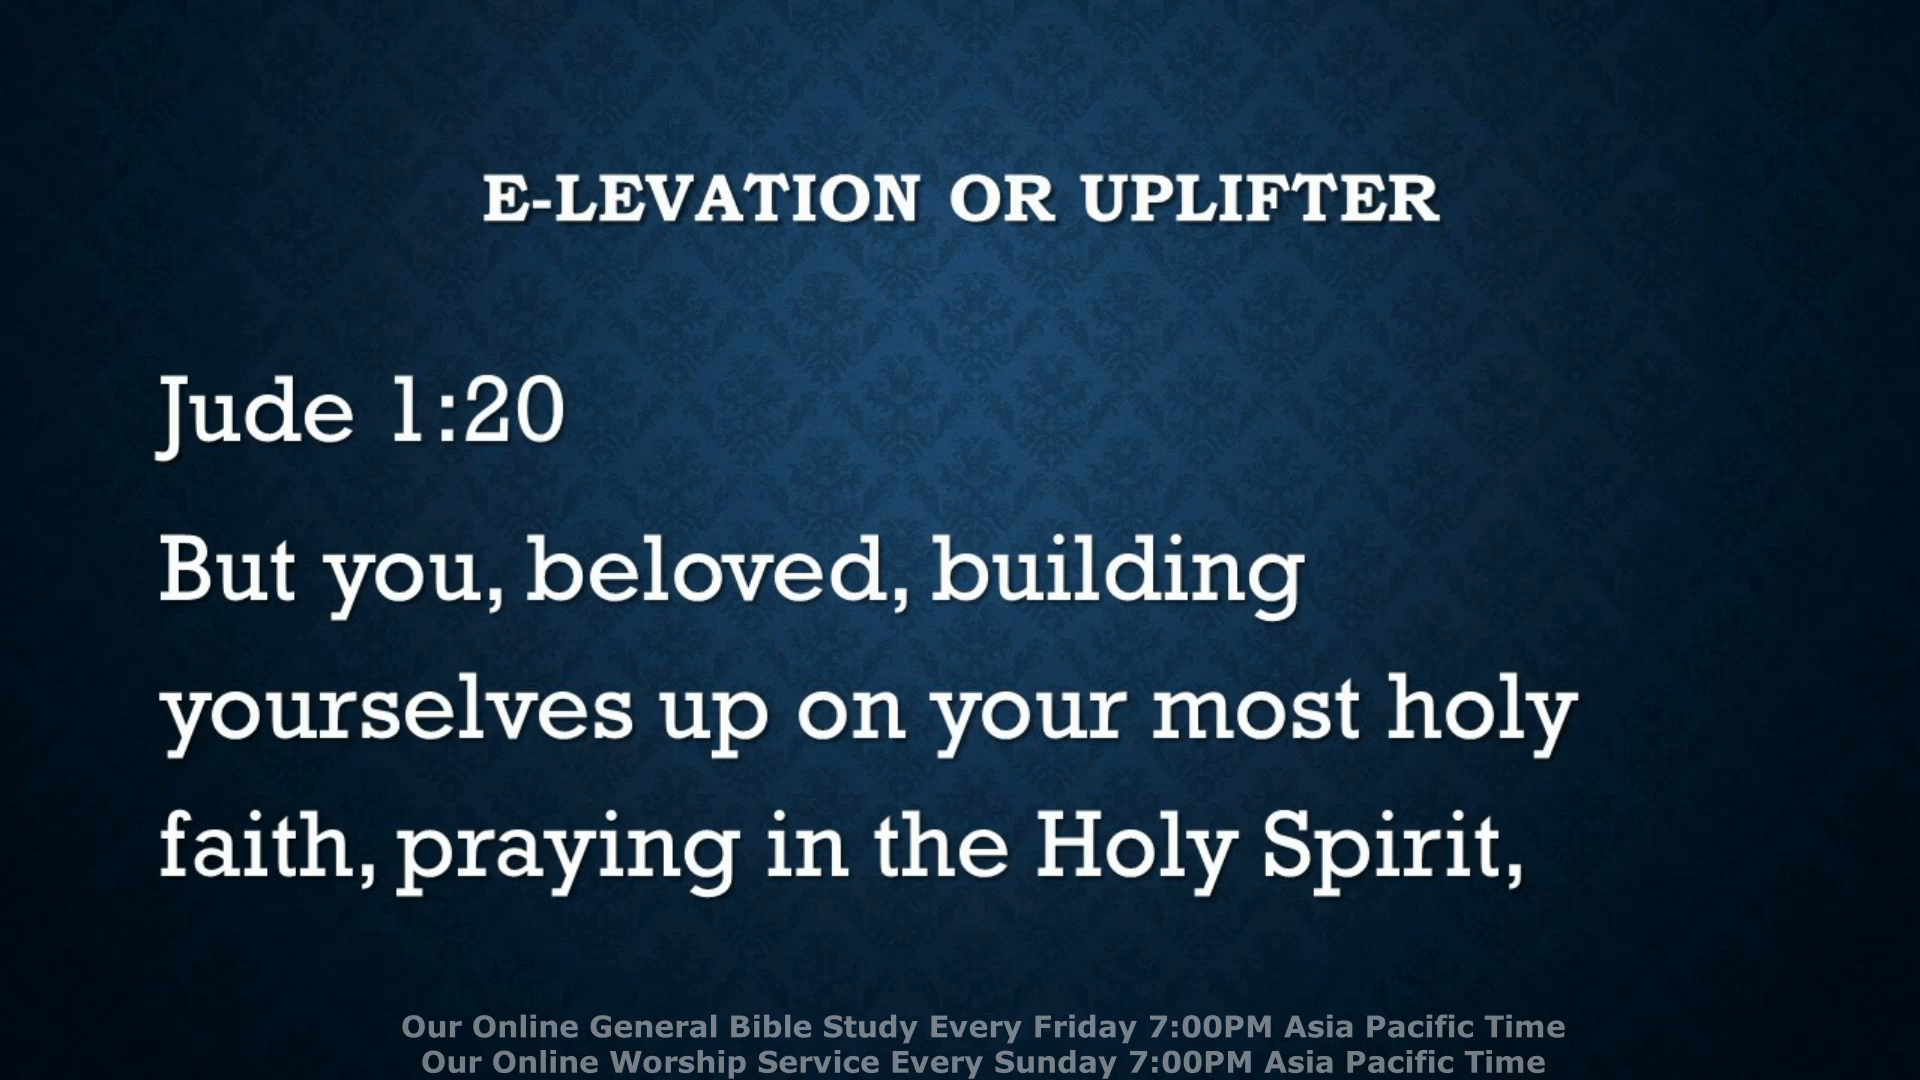 E-LEVATION OR UPLIFTER
Jude 1:20
But you, beloved, building
yourselves up on your most holy
faith, praying in the Holy Spirit,
Our Online General Bible Study Every Friday 7:00PM Asia Pacific Time
Our Online Worship Service Every Sunday 7:00PM Asia Pacific Time